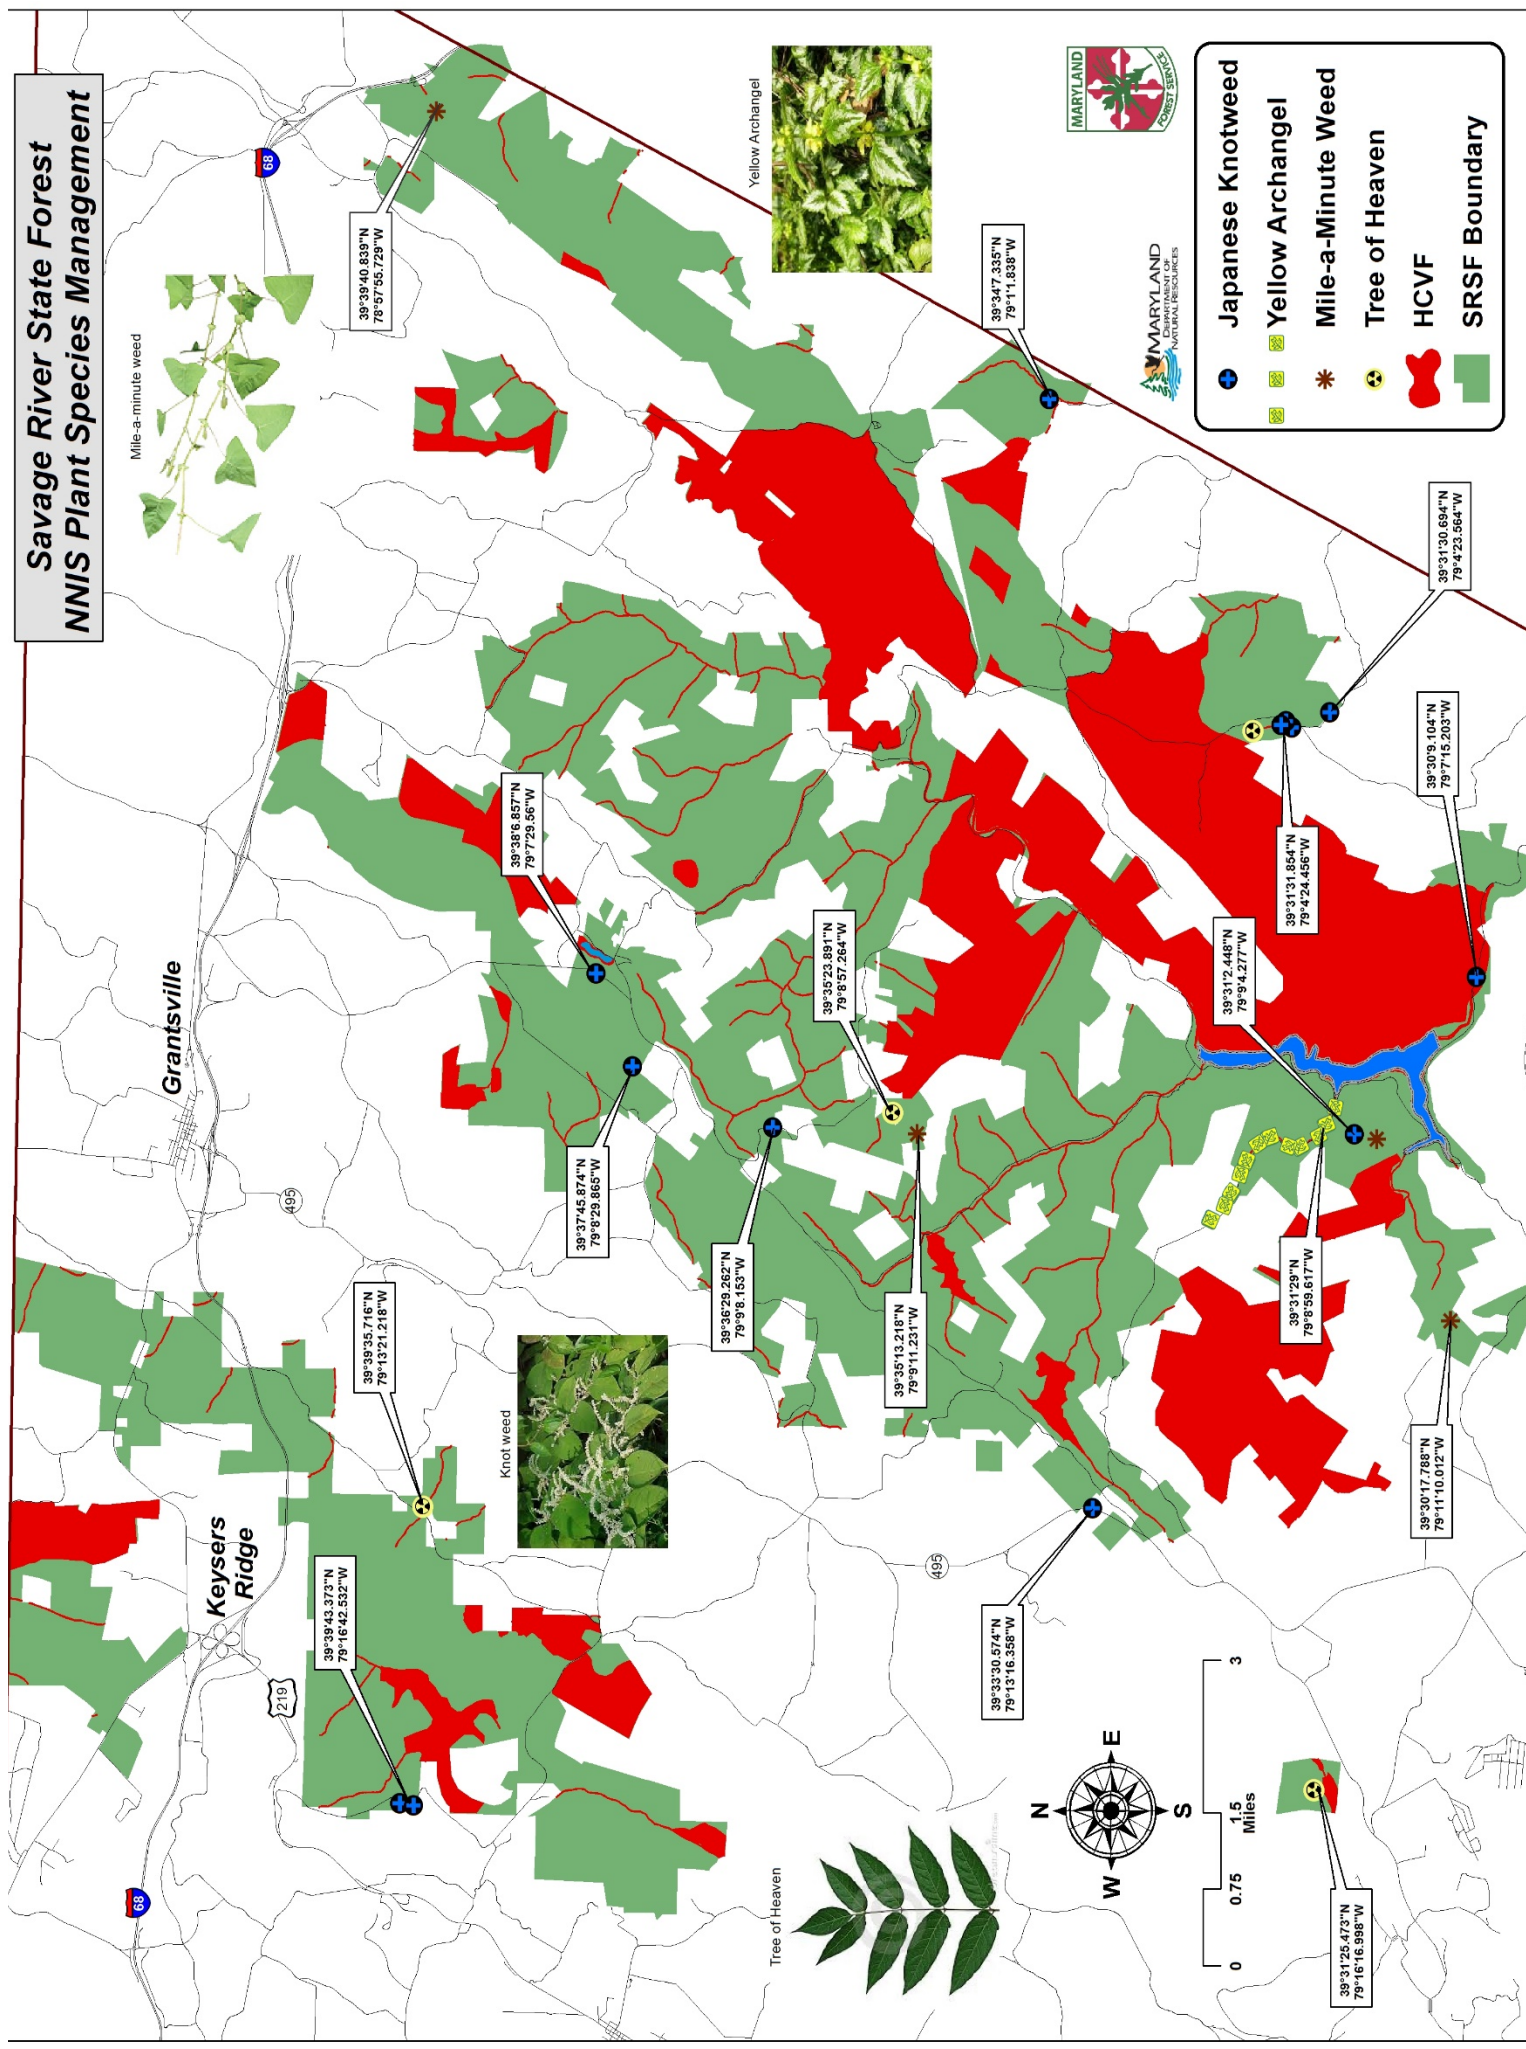 Savage River State Forest
NNIS Plant Species Management
68
219
Keysers
Ridge
Grantsville
495
68
39°39'43.373"N
79°16'42.532"W
39°39'35.716"N
79°13'21.218"W
Mile-a-minute weed
39°39'40.839"N
78°57'55.729"W
Knot weed
39°38'6.857"N
79°7'29.56"W
39°37'45.874"N
79°8'29.865"W
39°36'29.262"N
79°9'8.153"W
39°35'23.891"N
79°8'57.264"W
39°35'13.218"N
79°9'11.231"W
Yellow Archangel
Tree of Heaven
495
39°33'30.574"N
79°13'16.358"W
39°34'7.335"N
79°1'1.838"W
N
W
E
S
0
0.75
1.5
3
Miles
39°31'2.448"N
79°9'4.277"W
39°31'29"N
79°8'59.617"W
39°31'31.854"N
79°4'24.456"W
39°31'30.694"N
79°4'23.564"W
39°30'9.104"N
79°7'15.203"W
39°30'17.788"N
79°11'10.012"W
39°31'25.473"N
79°16'16.998"W
MARYLAND
FOREST SERVICE
MARYLAND
DEPARTMENT OF
NATURAL RESOURCES
Japanese Knotweed
Yellow Archangel
Mile-a-Minute Weed
Tree of Heaven
HCVF
SRSF Boundary